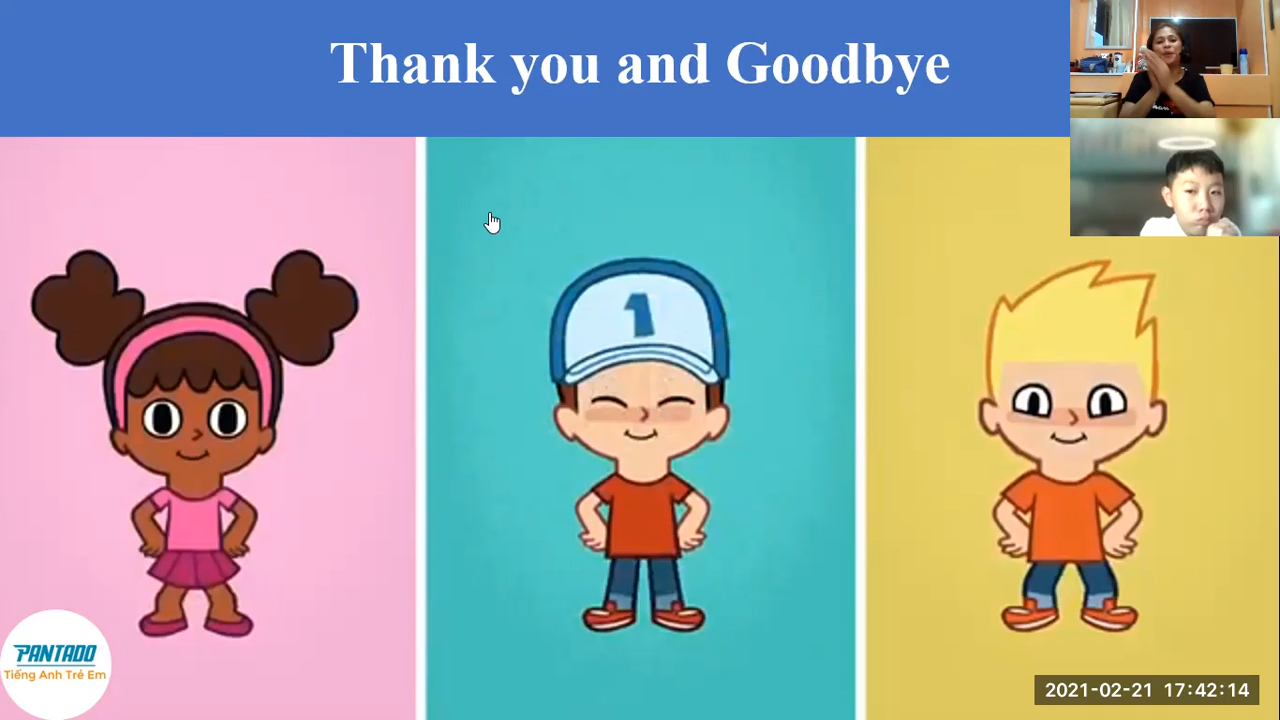 Thank you and Goodbye
1
PANTADO
Tiếng Anh Trẻ Em
2021-02-21 17:42:14